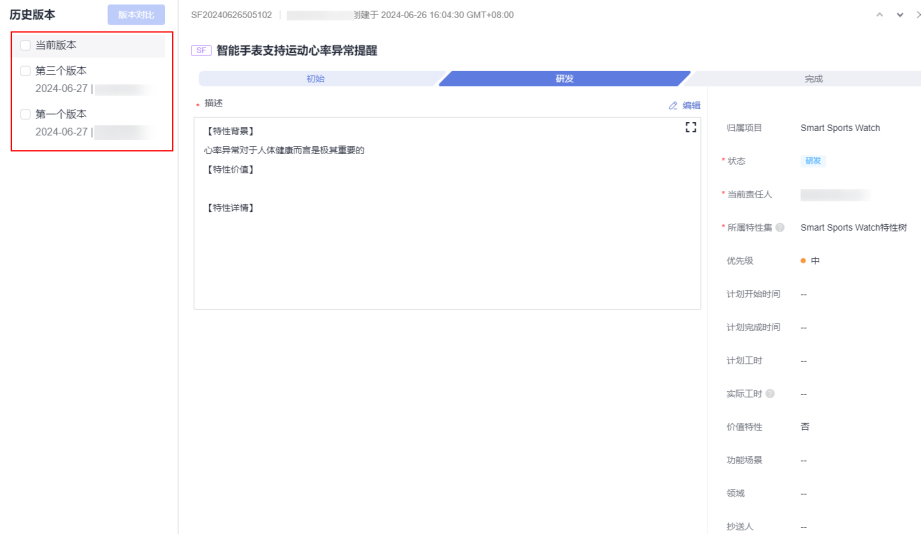 历史版本
版本对比
当前版本
第三个版本
2024-06-27 |
第一个版本
2024-06-27 |
SF20240626505102
创建于 2024-06-26 16:04:30 GMT+08:00
SF 智能手表支持运动心率异常提醒
初始
研发
完成
* 描述
编辑
【特性背景】
心率异常对于人体健康而言是极其重要的
【特性价值】
【特性详情】
归属项目 Smart Sports Watch
* 状态 研发
* 当前责任人
* 所属特性集 Smart Sports Watch特性树
优先级 中
计划开始时间 --
计划完成时间 --
计划工时 --
实际工时 --
价值特性 否
功能场景 --
领域 --
抄送人 --